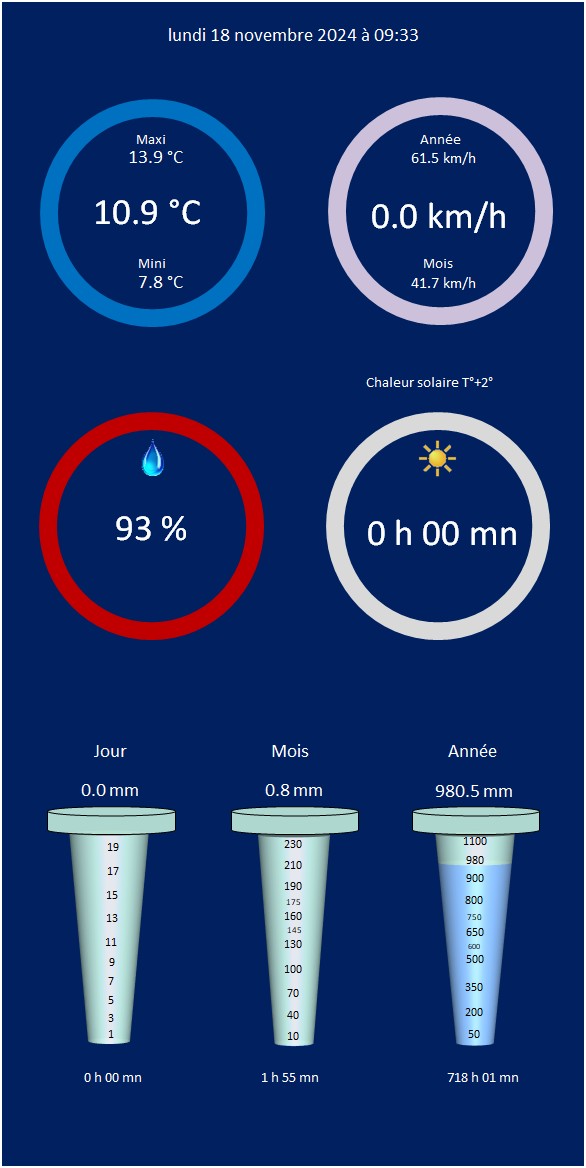 lundi 18 novembre 2024 à 09:33
Maxi
13.9 °C
10.9 °C
Mini
7.8 °C
Année
61.5 km/h
0.0 km/h
Mois
41.7 km/h
Chaleur solaire T°+2°
93 %
0 h 00 mn
Jour
0.0 mm
19
17
15
13
11
9
7
5
3
1
0 h 00 mn
Mois
0.8 mm
230
210
190
175
160
145
130
100
70
40
10
1 h 55 mn
Année
980.5 mm
1100
980
900
800
750
650
600
500
350
200
50
718 h 01 mn